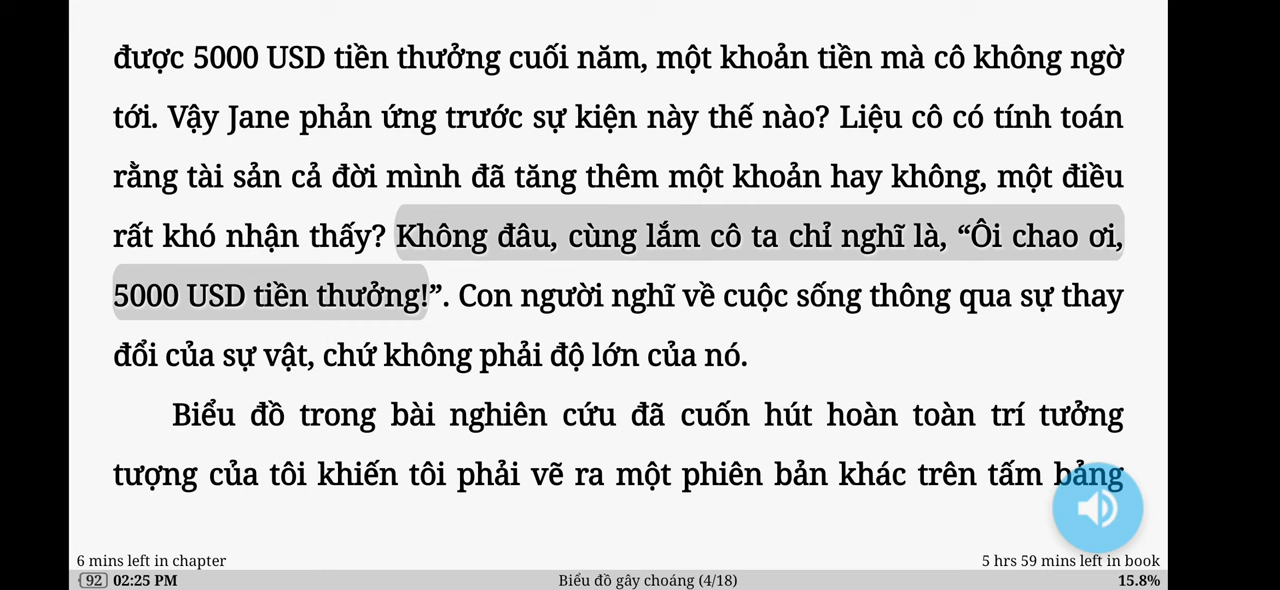 được 5000 USD tiền thưởng cuối năm, một khoản tiền mà cô không ngờ
tới. Vậy Jane phản ứng trước sự kiện này thế nào? Liệu cô có tính toán
rằng tài sản cả đời mình đã tăng thêm một khoản hay không, một điều
rất khó nhận thấy? Không đâu, cùng lắm cô ta chỉ nghĩ là, “Ôi chao ơi,
5000 USD tiền thưởng!”. Con người nghĩ về cuộc sống thông qua sự thay
đổi của sự vật, chứ không phải độ lớn của nó.
Biểu đồ trong bài nghiên cứu đã cuốn hút hoàn toàn trí tưởng
tượng của tôi khiến tôi phải vẽ ra một phiên bản khác trên tấm bảng
6 mins left in chapter 5 hrs 59 mins left in book
92 02:25 PM Biểu đồ gây choáng (4/18) 15.8%